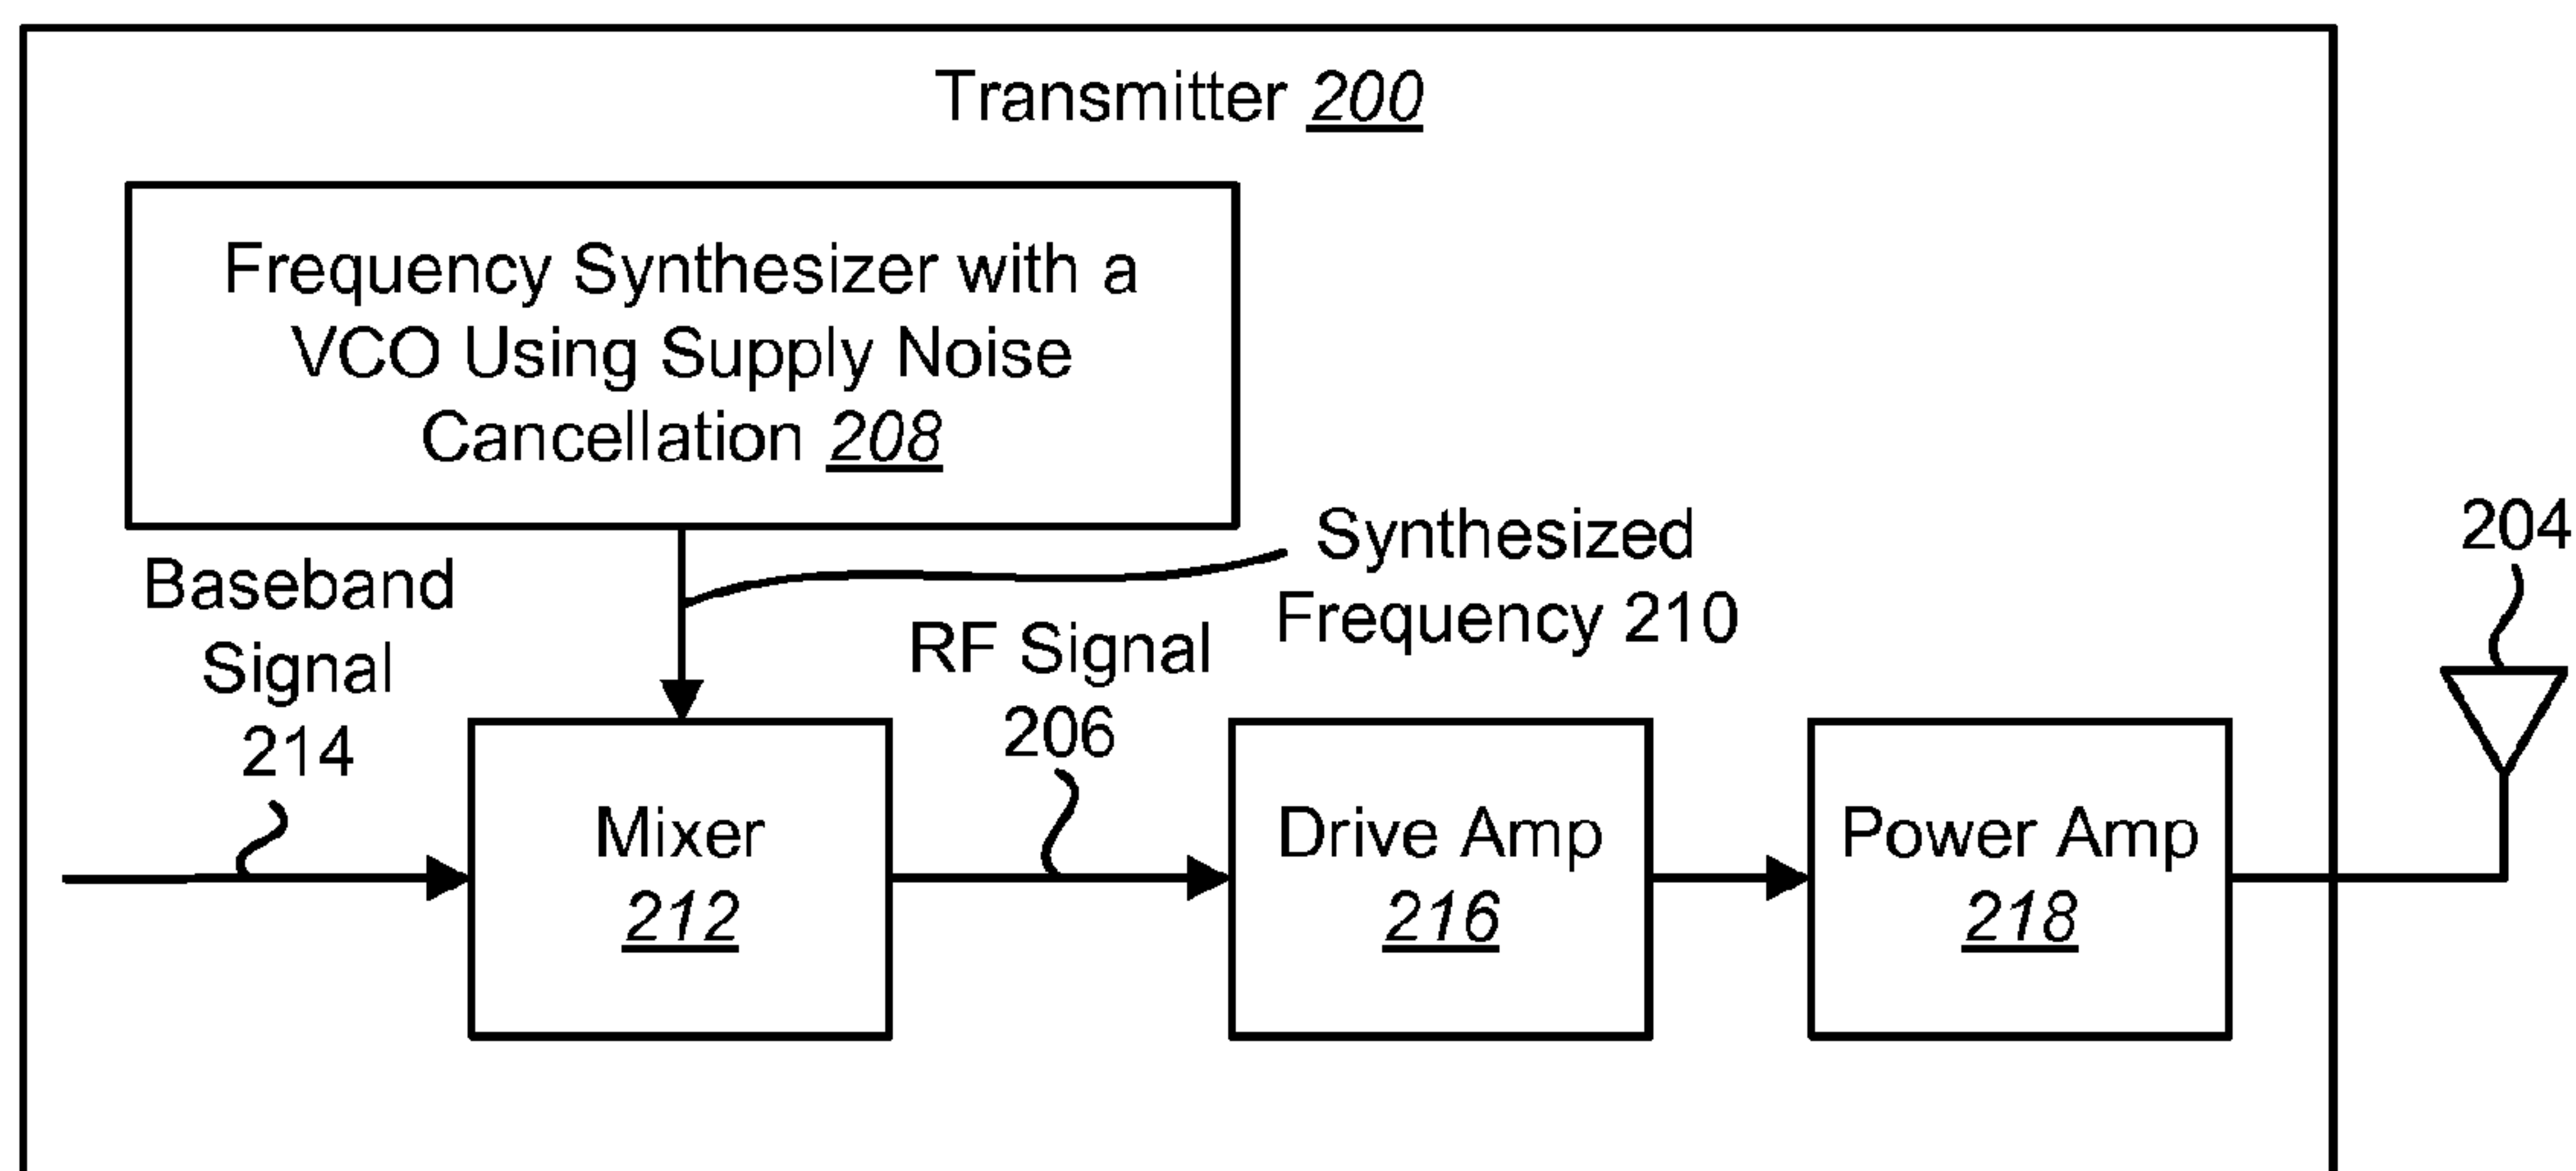 Transmitter 200
Frequency Synthesizer with a
VCO Using Supply Noise
Cancellation 208
Synthesized
Frequency 210
204
Baseband
Signal
214
RF Signal
206
Mixer
212
Drive Amp
216
Power Amp
218